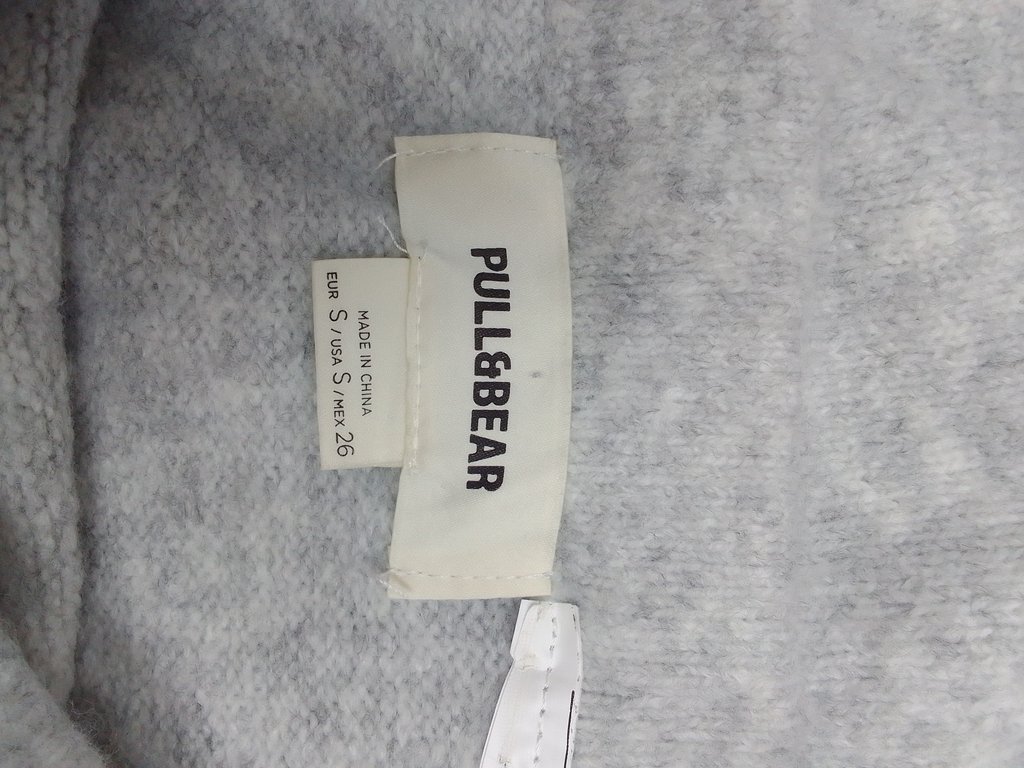 PULL&BEAR
MADE IN CHINA
EUR S / USA S / MEX 26